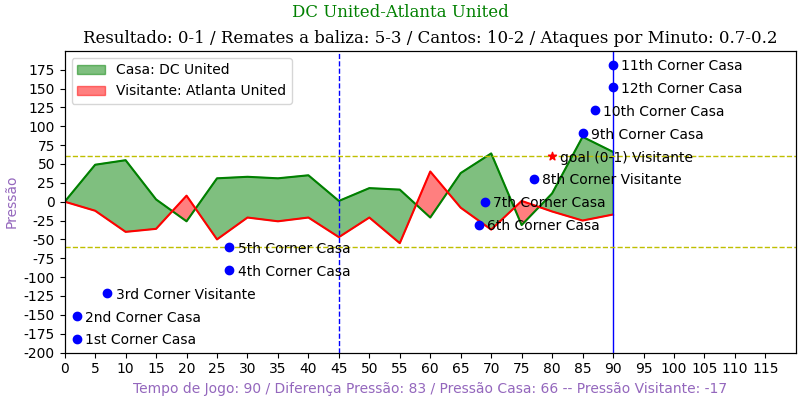 DC United-Atlanta United
Resultado: 0-1 / Remates a baliza: 5-3 / Cantos: 10-2 / Ataques por Minuto: 0.7-0.2
Casa: DC United
Visitante: Atlanta United
11th Corner Casa
12th Corner Casa
10th Corner Casa
9th Corner Casa
goal (0-1) Visitante
8th Corner Visitante
7th Corner Casa
6th Corner Casa
5th Corner Casa
4th Corner Casa
3rd Corner Visitante
2nd Corner Casa
1st Corner Casa
Pressão
175
150
125
100
75
50
25
0
-25
-50
-75
-100
-125
-150
-175
-200
0 5 10 15 20 25 30 35 40 45 50 55 60 65 70 75 80 85 90 95 100 105 110 115
Tempo de Jogo: 90 / Diferença Pressão: 83 / Pressão Casa: 66 -- Pressão Visitante: -17